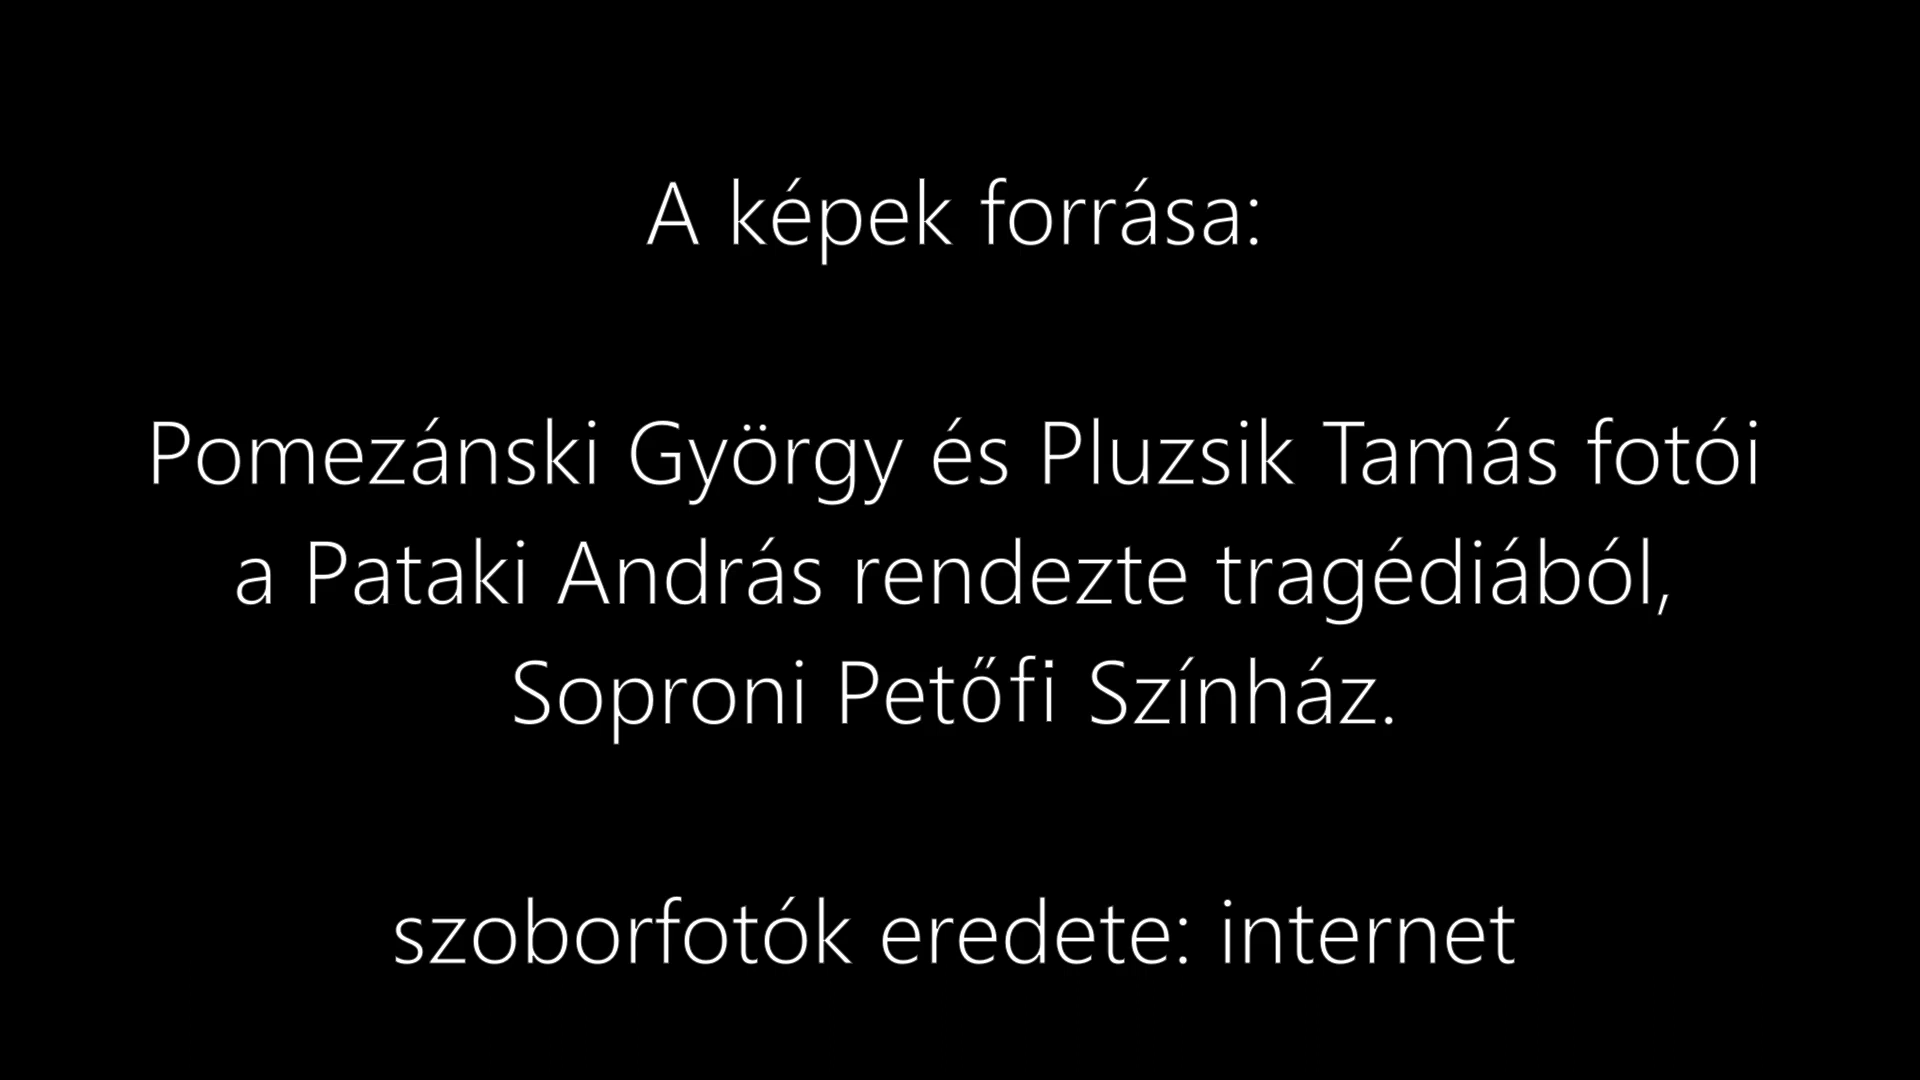 A képek forrása:
Pomezánski György és Pluzsik Tamás fotói
a Pataki András rendezte tragédiából,
Soproni Petőfi Színház.
szoborfotók eredete: internet